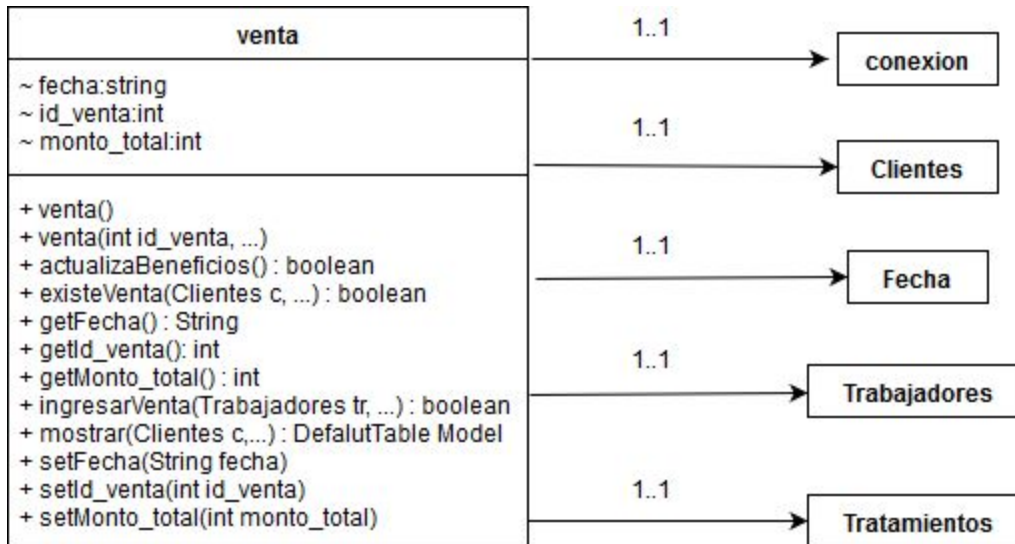 venta
~ fecha:string
~ id_venta:int
~ monto_total:int
+ venta()
+ venta(int id_venta, ...)
+ actualizaBeneficios() : boolean
+ existeVenta(Clientes c, ...) : boolean
+ getFecha() : String
+ getId_venta(): int
+ getMonto_total() : int
+ ingresarVenta(Trabajadores tr, ...) : boolean
+ mostrar(Clientes c,...) : DefalutTable Model
+ setFecha(String fecha)
+ setId_venta(int id_venta)
+ setMonto_total(int monto_total)
1..1
conexion
1..1
Clientes
1..1
Fecha
1..1
Trabajadores
1..1
Tratamientos